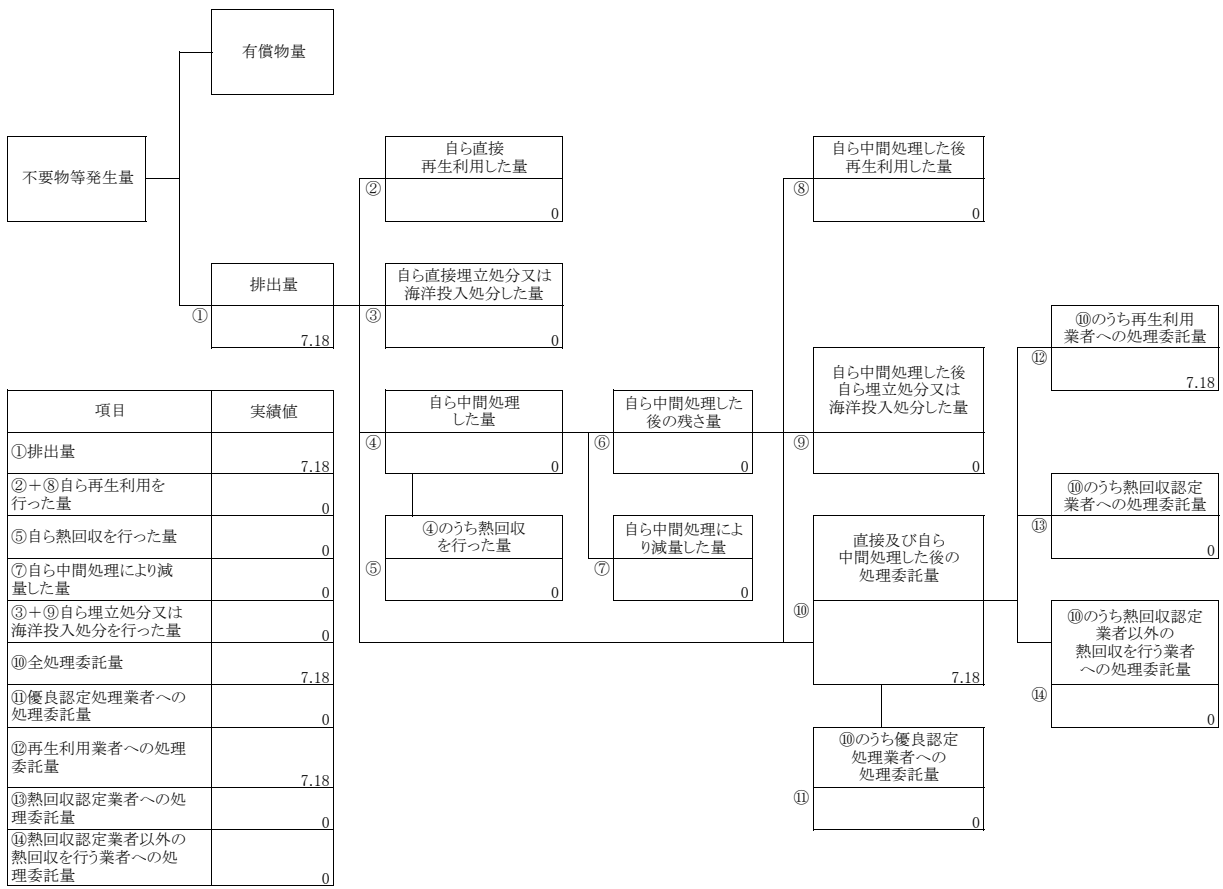 有償物量
不要物等発生量
自ら直接
再生利用した量
②
0
自ら中間処理した後
再生利用した量
⑧
0
排出量
①
7.18
自ら直接埋立処分又は
海洋投入処分した量
③
0
⑩のうち再生利用
業者への処理委託量
⑫
7.18
自ら中間処理
した量
④
0
自ら中間処理した
後の残さ量
⑥
0
自ら中間処理した後
自ら埋立処分又は
海洋投入処分した量
⑨
0
⑩のうち熱回収認定
業者への処理委託量
⑬
0
④のうち熱回収
を行った量
⑤
0
自ら中間処理によ
り減量した量
⑦
0
直接及び自ら
中間処理した後の
処理委託量
⑩
7.18
⑩のうち熱回収認定
業者以外の
熱回収を行う業者
への処理委託量
⑭
0
⑩のうち優良認定
処理業者への
処理委託量
⑪
0
項目 実績値
①排出量
7.18
②+⑧自ら再生利用を
行った量
0
⑤自ら熱回収を行った量
0
⑦自ら中間処理により減
量した量
0
③+⑨自ら埋立処分又は
海洋投入処分を行った量
0
⑩全処理委託量
7.18
⑪優良認定処理業者への
処理委託量
0
⑫再生利用業者への処理
委託量
7.18
⑬熱回収認定業者への処
理委託量
0
⑭熱回収認定業者以外の
熱回収を行う業者への処
理委託量
0